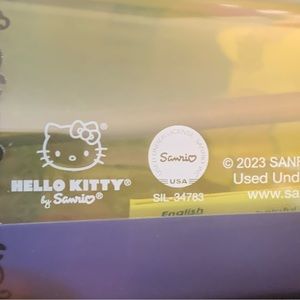 HELLO KITTY®
by Sanrio®
Sanrio
USA
SIL-34783
© 2023 SANR
Used Und
www.sa
English